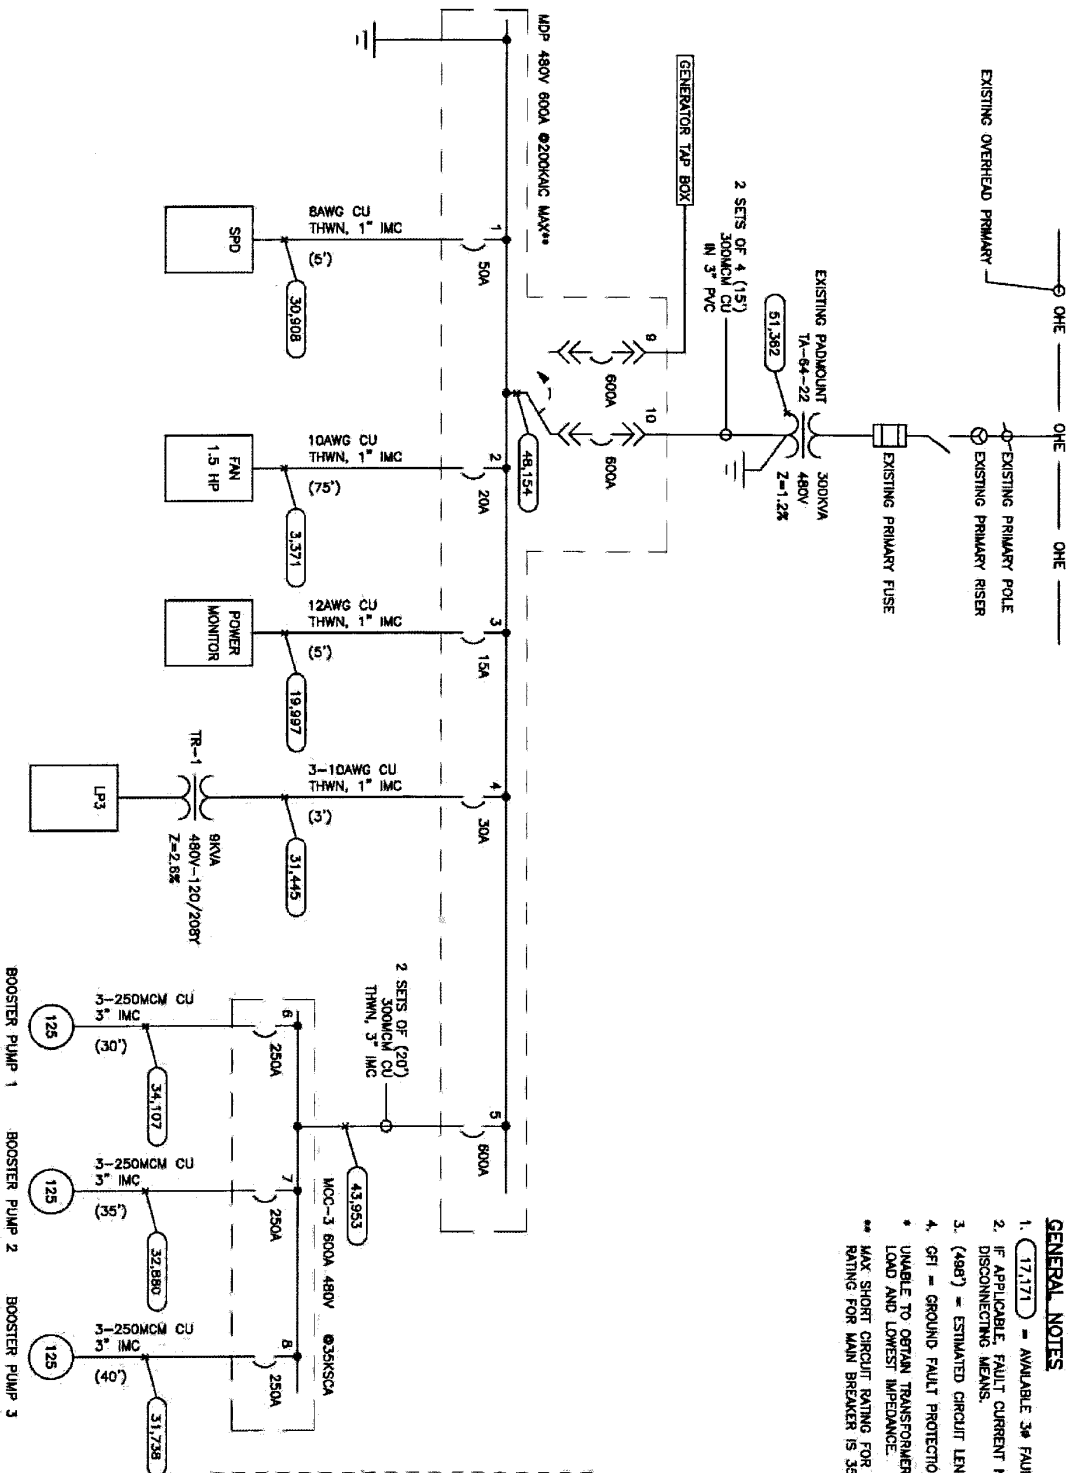 OHE
OHE
OHE
EXISTING OVERHEAD PRIMARY
EXISTING PRIMARY POLE
EXISTING PRIMARY RISER
EXISTING PRIMARY FUSE
EXISTING PADMOUNT
TA-64-22
300KVA
480V
Z=1.2%
51,362
2 SETS OF 4 (15')
300MCM CU
IN 3" PVC
GENERATOR TAP BOX
9
600A
10
600A
48,154
MDP 480V 600A @200KAIC MAX**
1
50A
8AWG CU
THWN, 1" IMC
(5')
30,908
SPD
2
20A
10AWG CU
THWN, 1" IMC
(75')
3,371
FAN
1.5 HP
3
15A
12AWG CU
THWN, 1" IMC
(5')
19,997
POWER
MONITOR
4
30A
3-10AWG CU
THWN, 1" IMC
(3')
31,445
TR-1
9KVA
480V-120/208Y
Z=2.6%
LP3
5
600A
2 SETS OF (20')
300MCM CU
THWN, 3" IMC
43,953
MCC-3 600A 480V @35KSCA
6
250A
3-250MCM CU
3" IMC
(30')
34,107
125
BOOSTER PUMP 1
7
250A
3-250MCM CU
3" IMC
(35')
32,880
125
BOOSTER PUMP 2
8
250A
3-250MCM CU
3" IMC
(40')
31,738
125
BOOSTER PUMP 3
GENERAL NOTES
1. 17,171 = AVAILABLE 3ø FAU
2. IF APPLICABLE, FAULT CURRENT
DISCONNECTING MEANS.
3. (498') = ESTIMATED CIRCUIT LEN
4. GFI = GROUND FAULT PROTECTIO
* UNABLE TO OBTAIN TRANSFORMER
LOAD AND LOWEST IMPEDANCE.
** MAX SHORT CIRCUIT RATING FOR
RATING FOR MAIN BREAKER IS 35